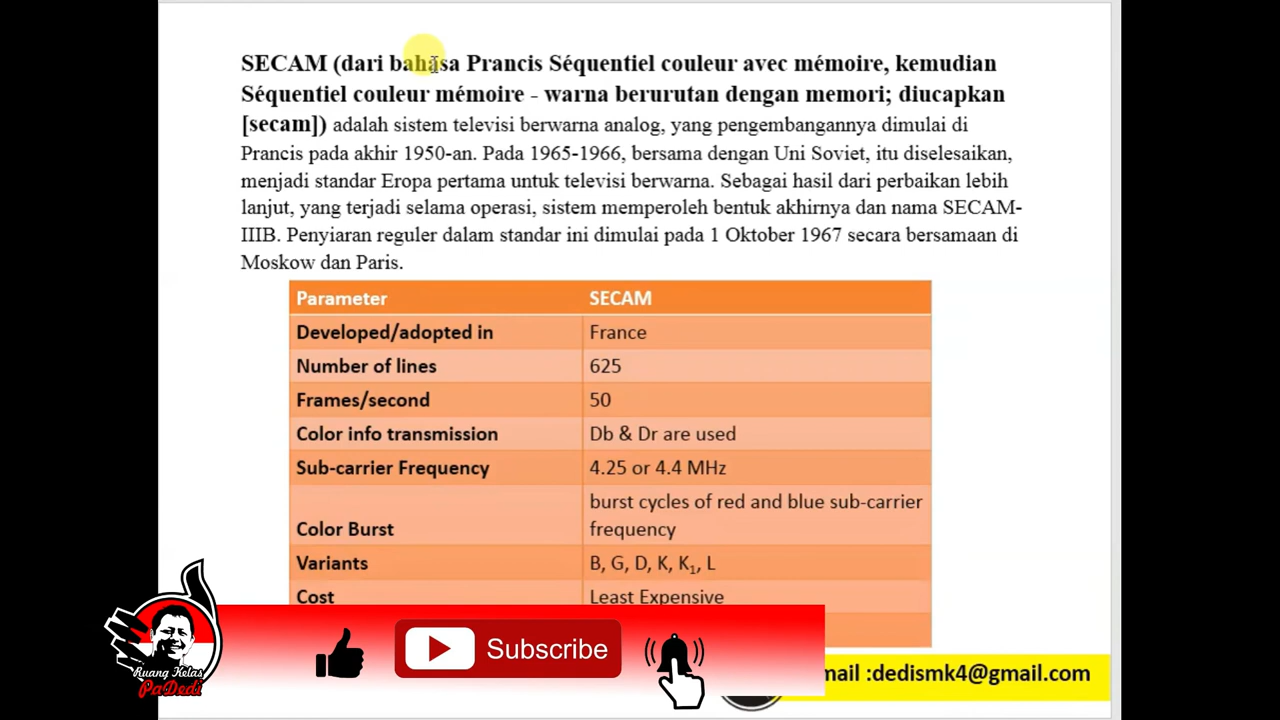 SECAM (dari bahasa Prancis Séquentiel couleur avec mémoire, kemudian
Séquentiel couleur mémoire - warna berurutan dengan memori; diucapkan
[secam]) adalah sistem televisi berwarna analog, yang pengembangannya dimulai di
Prancis pada akhir 1950-an. Pada 1965-1966, bersama dengan Uni Soviet, itu diselesaikan,
menjadi standar Eropa pertama untuk televisi berwarna. Sebagai hasil dari perbaikan lebih
lanjut, yang terjadi selama operasi, sistem memperoleh bentuk akhirnya dan nama SECAM-
IIIB. Penyiaran reguler dalam standar ini dimulai pada 1 Oktober 1967 secara bersamaan di
Moskow dan Paris.
Parameter SECAM
Developed/adopted in France
Number of lines 625
Frames/second 50
Color info transmission Db & Dr are used
Sub-carrier Frequency 4.25 or 4.4 MHz
burst cycles of red and blue sub-carrier
Color Burst frequency
Variants B, G, D, K, K₁, L
Cost Least Expensive
Subscribe
Ruang Kelas
PaDedi
mail :dedismk4@gmail.com